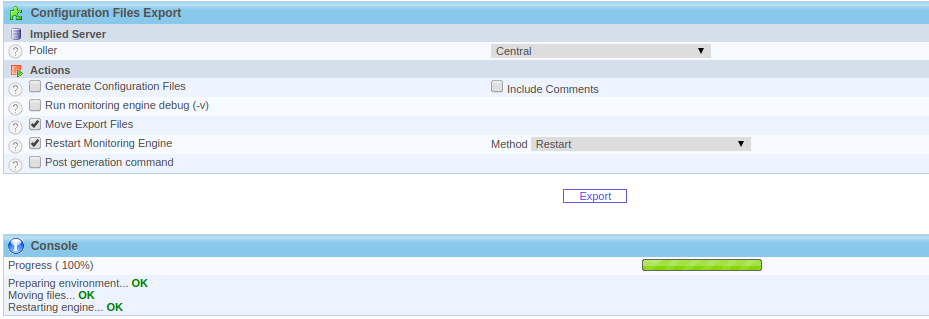 Configuration Files Export
Implied Server
? Poller Central ▼
Actions
? Generate Configuration Files Include Comments
? Run monitoring engine debug (-v)
? Move Export Files
? Restart Monitoring Engine Method Restart ▼
? Post generation command
Export
Console
Progress ( 100%)
Preparing environment... OK
Moving files... OK
Restarting engine... OK